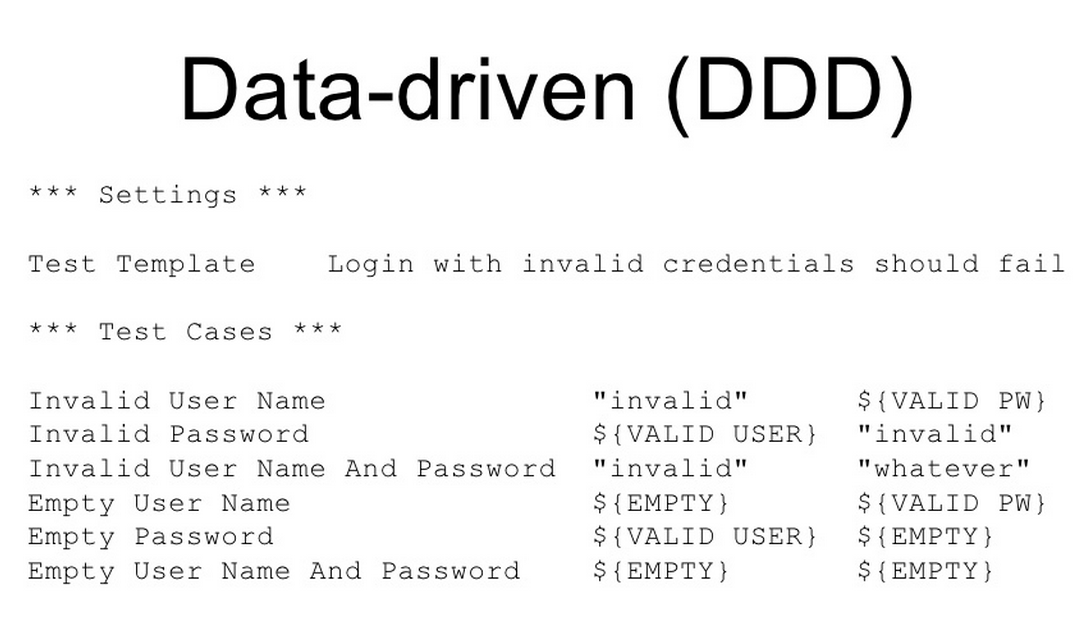 Data-driven (DDD)
*** Settings ***
Test Template    Login with invalid credentials should fail
*** Test Cases ***
Invalid User Name               "invalid"      ${VALID PW}
Invalid Password                ${VALID USER}  "invalid"
Invalid User Name And Password  "invalid"      "whatever"
Empty User Name                 ${EMPTY}       ${VALID PW}
Empty Password                  ${VALID USER}  ${EMPTY}
Empty User Name And Password    ${EMPTY}       ${EMPTY}